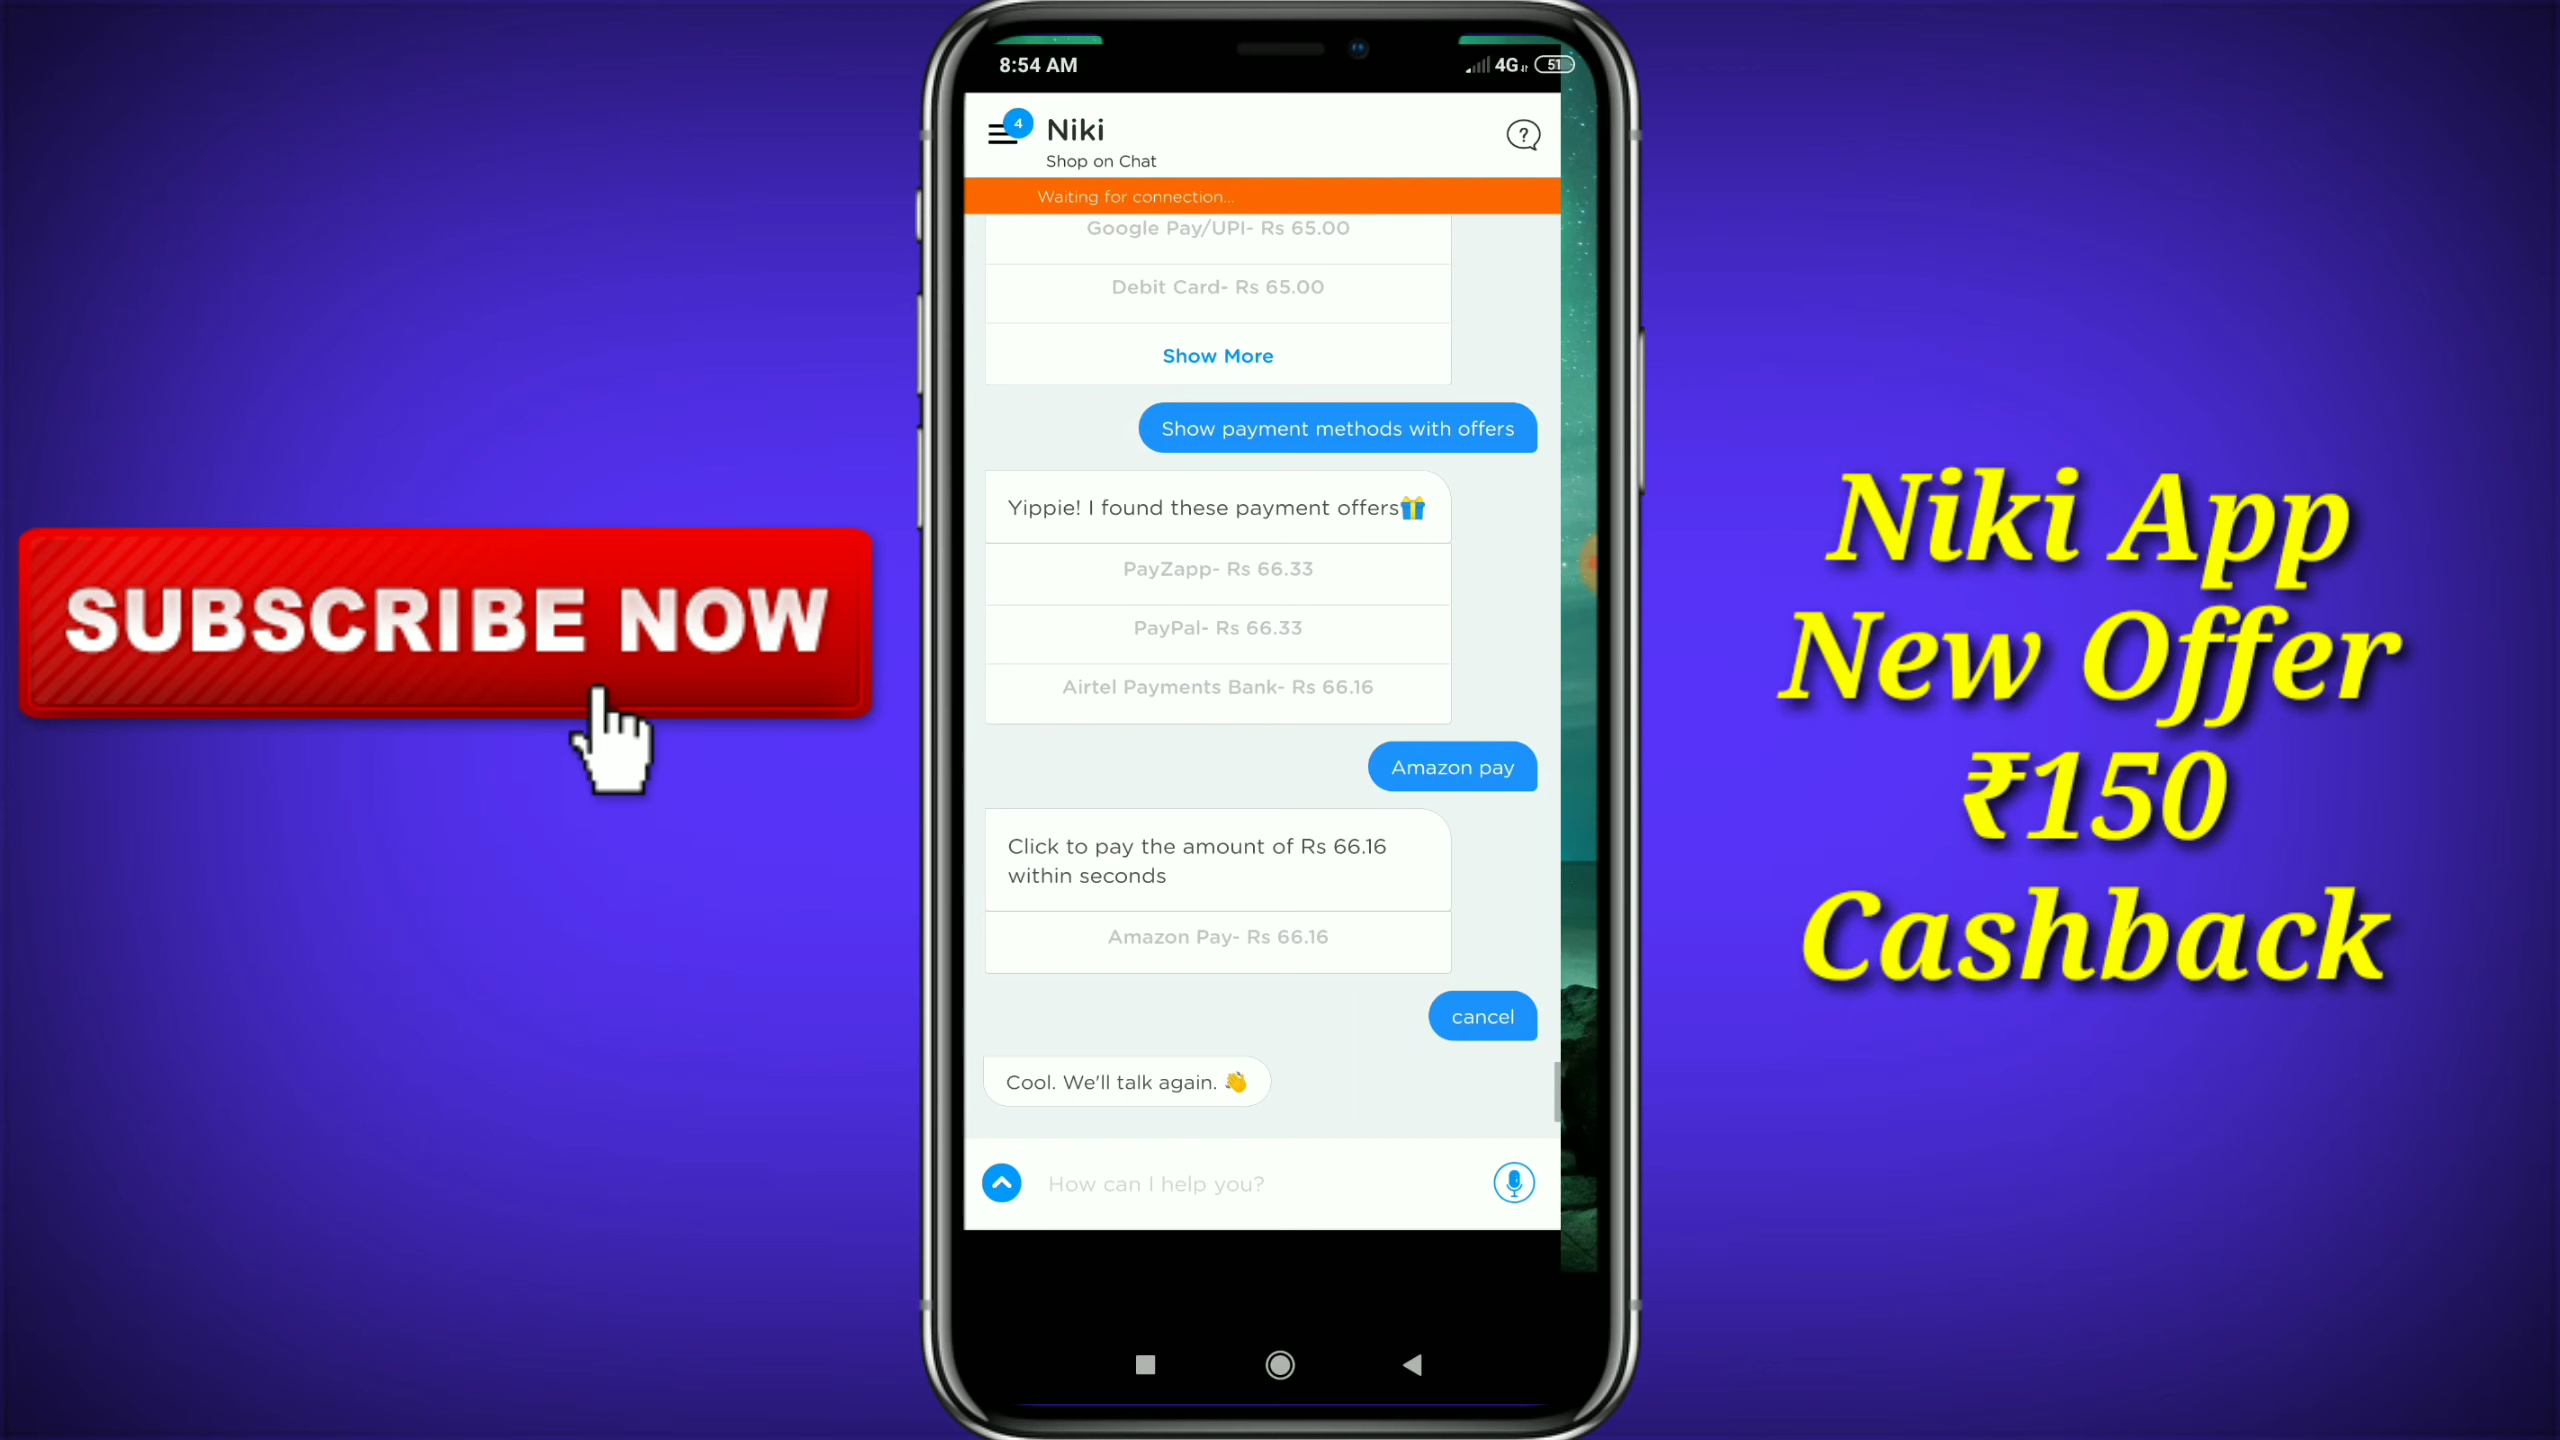 SUBSCRIBE NOW
8:54 AM
4G
51
4
Niki
Shop on Chat
?
Waiting for connection...
Google Pay/UPI- Rs 65.00
Debit Card- Rs 65.00
Show More
Show payment methods with offers
Yippie! I found these payment offers🎁
PayZapp- Rs 66.33
PayPal- Rs 66.33
Airtel Payments Bank- Rs 66.16
Amazon pay
Click to pay the amount of Rs 66.16
within seconds
Amazon Pay- Rs 66.16
cancel
Cool. We'll talk again. 👏
How can I help you?
Niki App
New Offer
₹150
Cashback